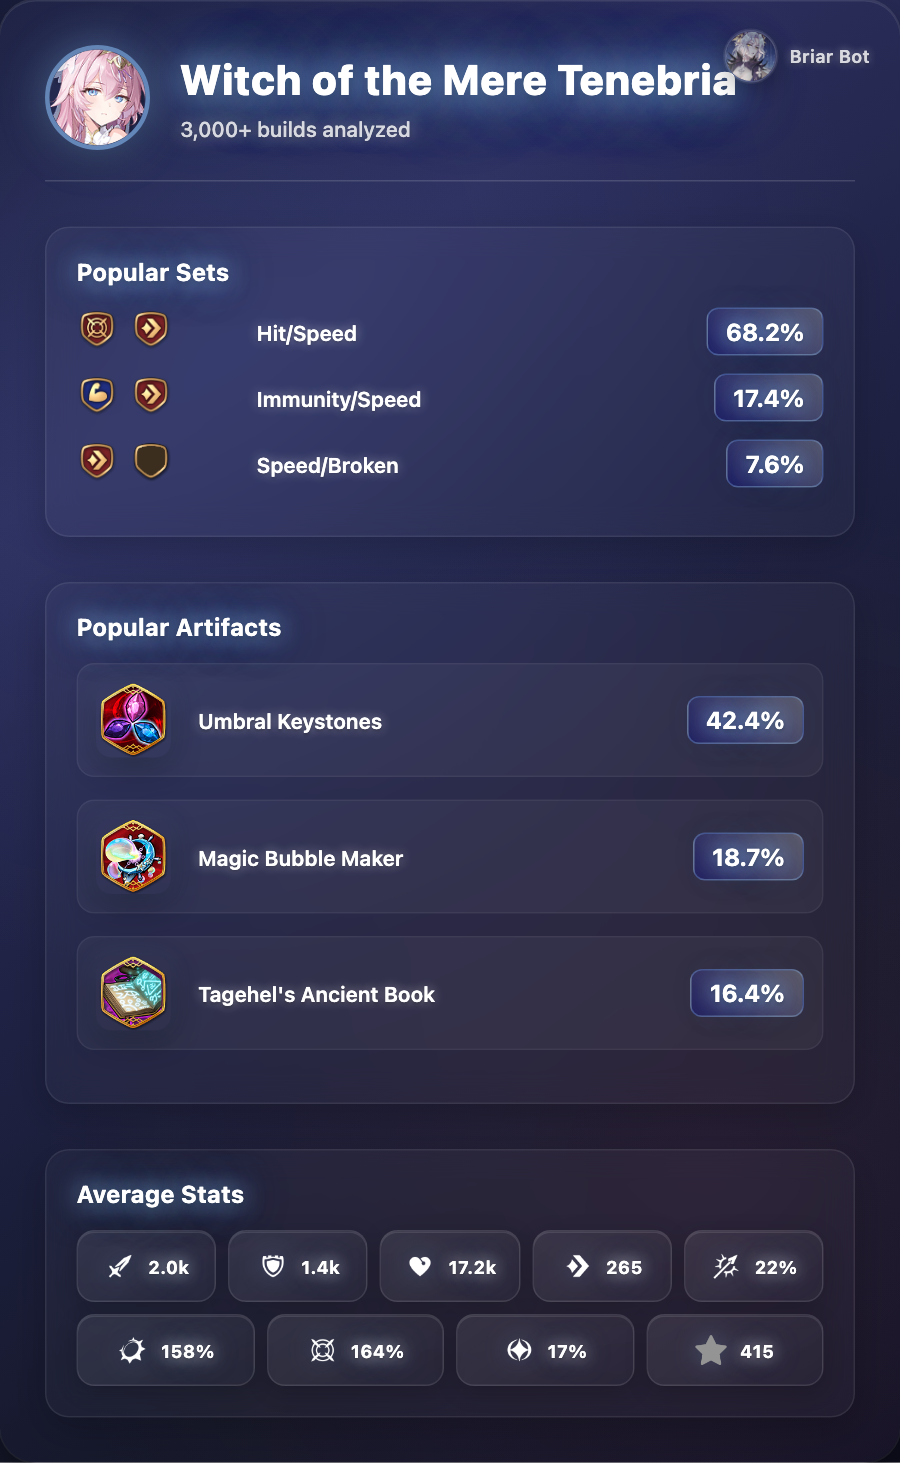 Witch of the Mere Tenebria
Briar Bot
3,000+ builds analyzed
Popular Sets
Hit/Speed 68.2%
Immunity/Speed 17.4%
Speed/Broken 7.6%
Popular Artifacts
Umbral Keystones 42.4%
Magic Bubble Maker 18.7%
Tagehel's Ancient Book 16.4%
Average Stats
2.0k 1.4k 17.2k 265 22%
158% 164% 17% 415